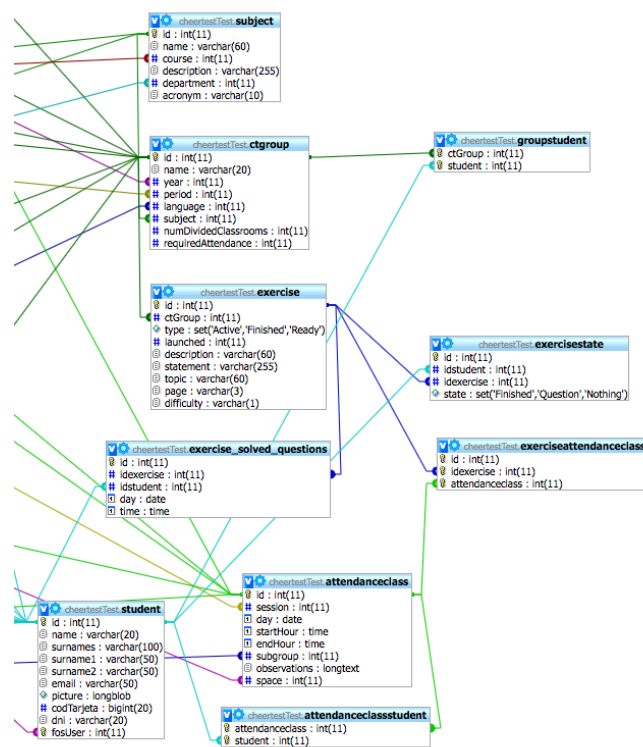 cheertestTest.subject
id : int(11)
name : varchar(60)
course : int(11)
description : varchar(255)
department : int(11)
acronym : varchar(10)
cheertestTest.ctgroup
id : int(11)
name : varchar(20)
year : int(11)
period : int(11)
language : int(11)
subject : int(11)
numDividedClassrooms : int(11)
requiredAttendance : int(11)
cheertestTest.groupstudent
ctGroup : int(11)
student : int(11)
cheertestTest.exercise
id : int(11)
ctGroup : int(11)
type : set('Active','Finished','Ready')
launched : int(11)
description : varchar(60)
statement : varchar(255)
topic : varchar(60)
page : varchar(3)
difficulty : varchar(1)
cheertestTest.exercisestate
id : int(11)
idstudent : int(11)
idexercise : int(11)
state : set('Finished','Question','Nothing')
cheertestTest.exercise_solved_questions
id : int(11)
idexercise : int(11)
idstudent : int(11)
day : date
time : time
cheertestTest.exerciseattendanceclass
id : int(11)
idexercise : int(11)
attendanceclass : int(11)
cheertestTest.attendanceclass
id : int(11)
session : int(11)
day : date
startHour : time
endHour : time
subgroup : int(11)
observations : longtext
space : int(11)
cheertestTest.student
id : int(11)
name : varchar(20)
surnames : varchar(100)
surname1 : varchar(50)
surname2 : varchar(50)
email : varchar(50)
picture : longblob
codTarjeta : bigint(20)
dni : varchar(20)
fosUser : int(11)
cheertestTest.attendanceclassstudent
attendanceclass : int(11)
student : int(11)